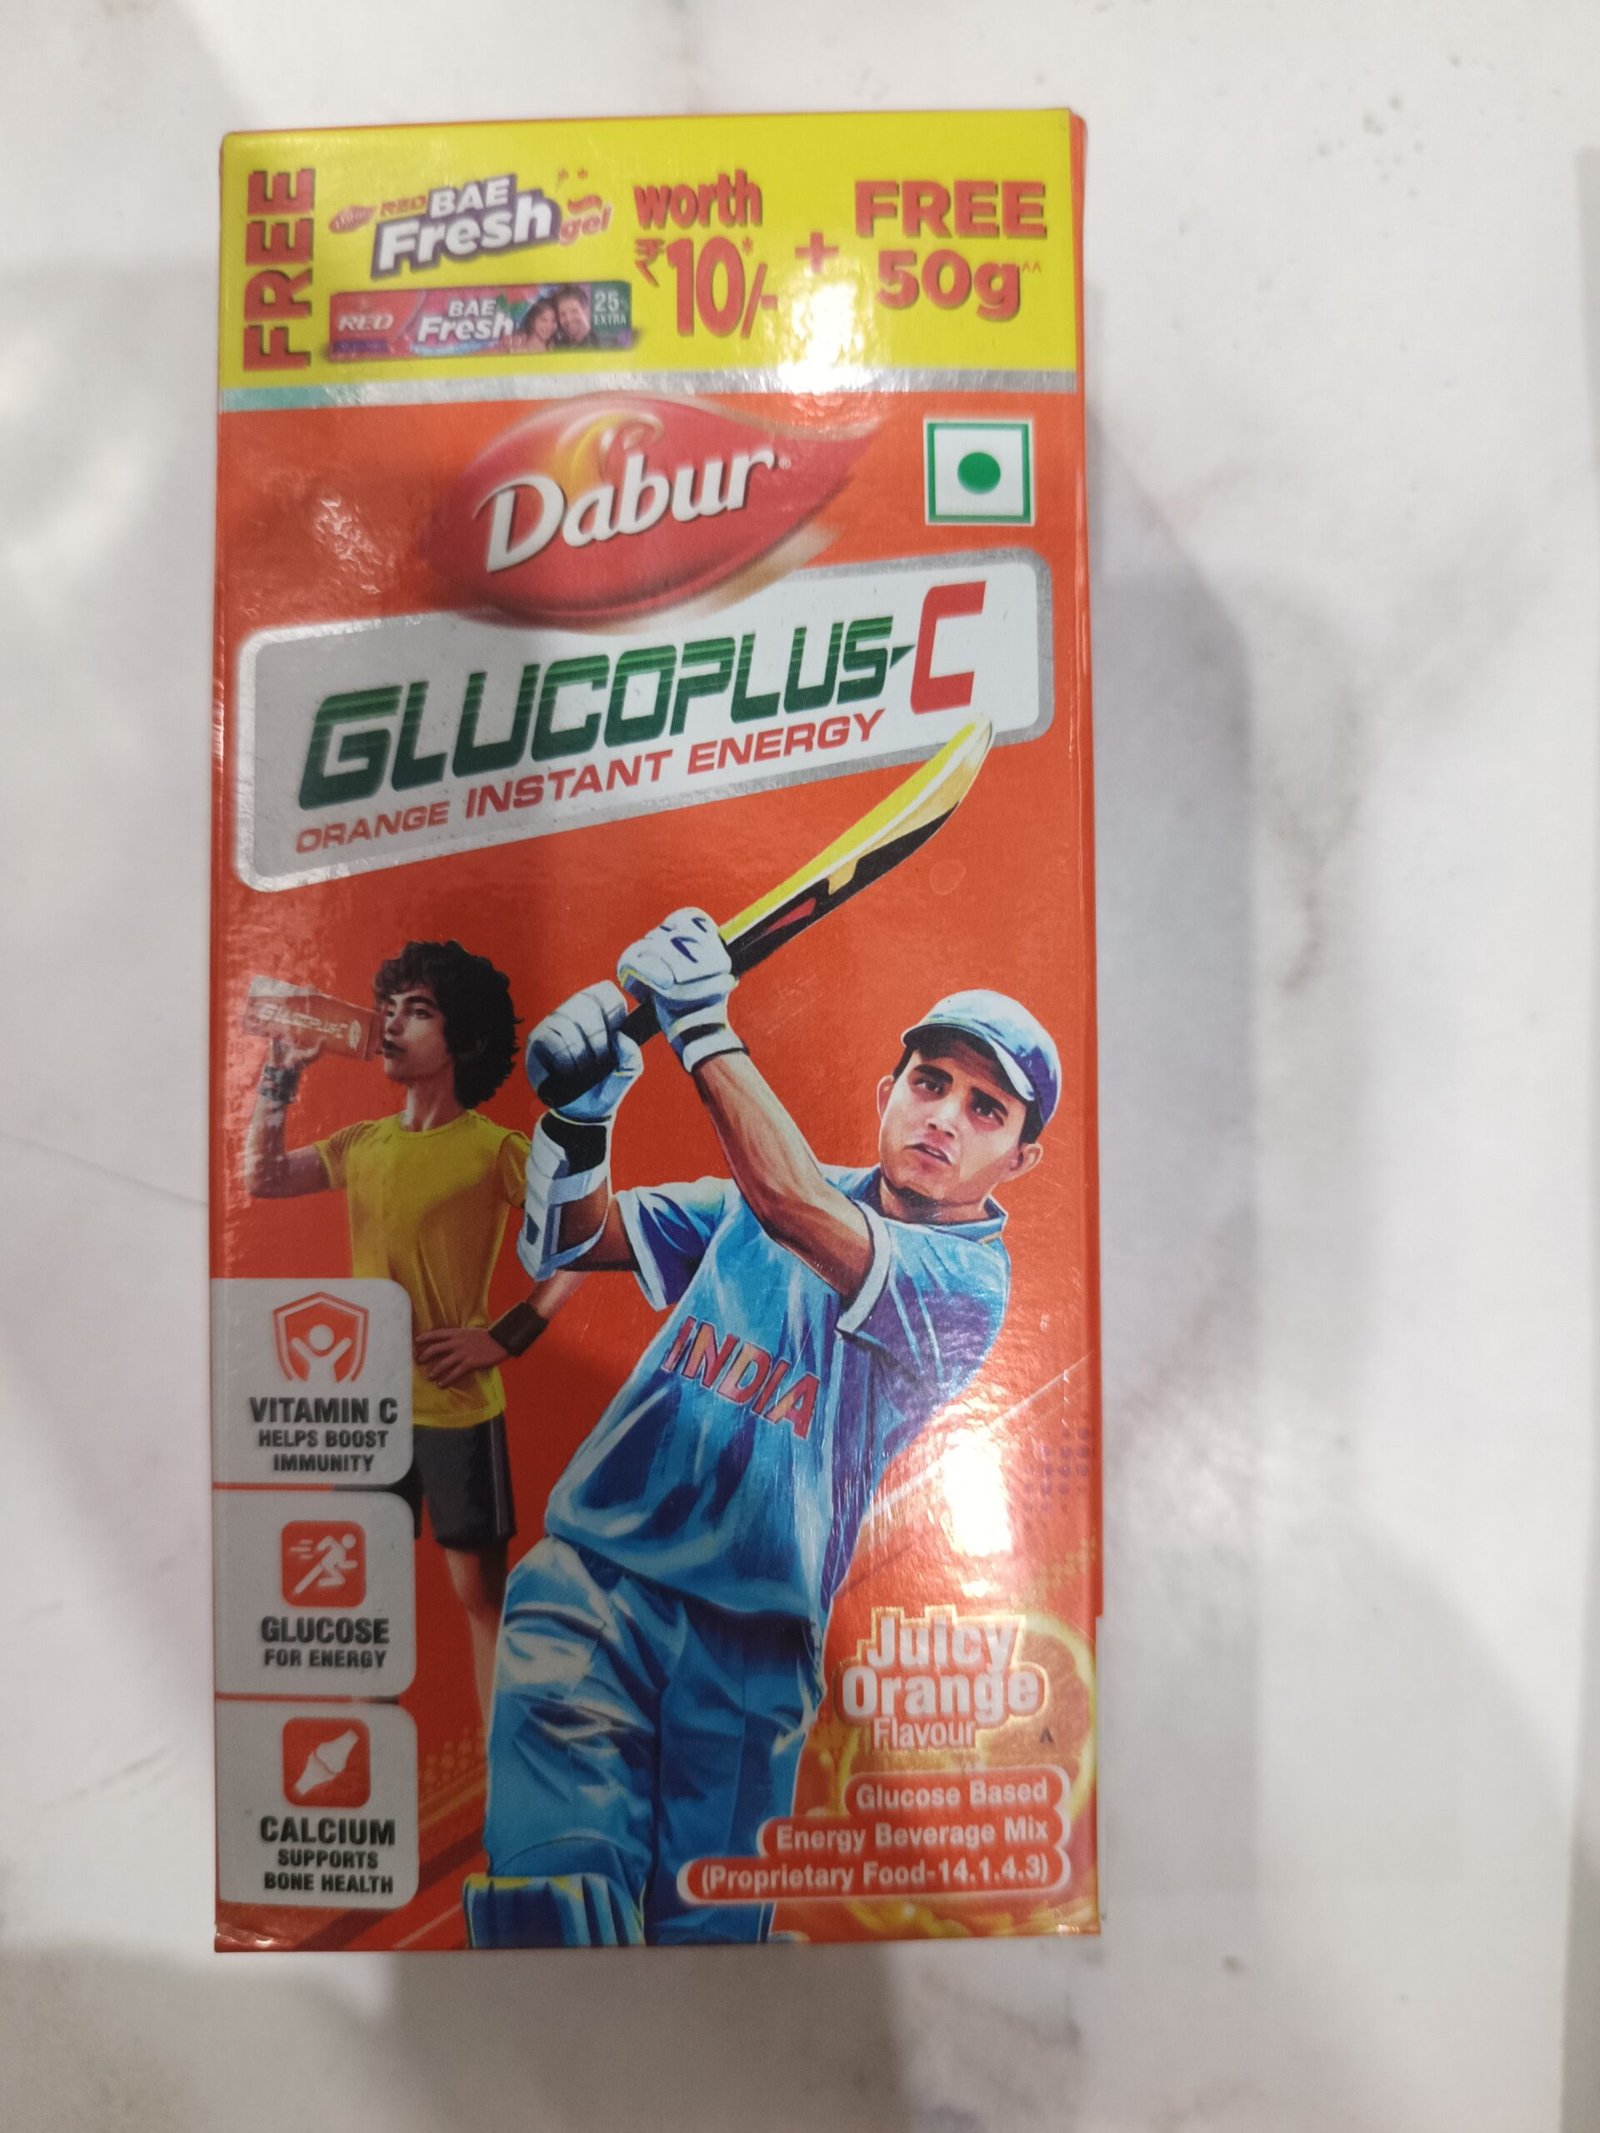 FREE
Dabur RED BAE
Fresh gel
**
RED BAE Fresh 25% EXTRA
worth
₹10*/-
+
FREE
50g^^
Dabur®
GLUCOPLUS-C
ORANGE INSTANT ENERGY
GLUCOPLUS-C
INDIA
VITAMIN C
HELPS BOOST
IMMUNITY
GLUCOSE
FOR ENERGY
CALCIUM
SUPPORTS
BONE HEALTH
Juicy
Orange
Flavour ^
Glucose Based
Energy Beverage Mix
(Proprietary Food-14.1.4.3)